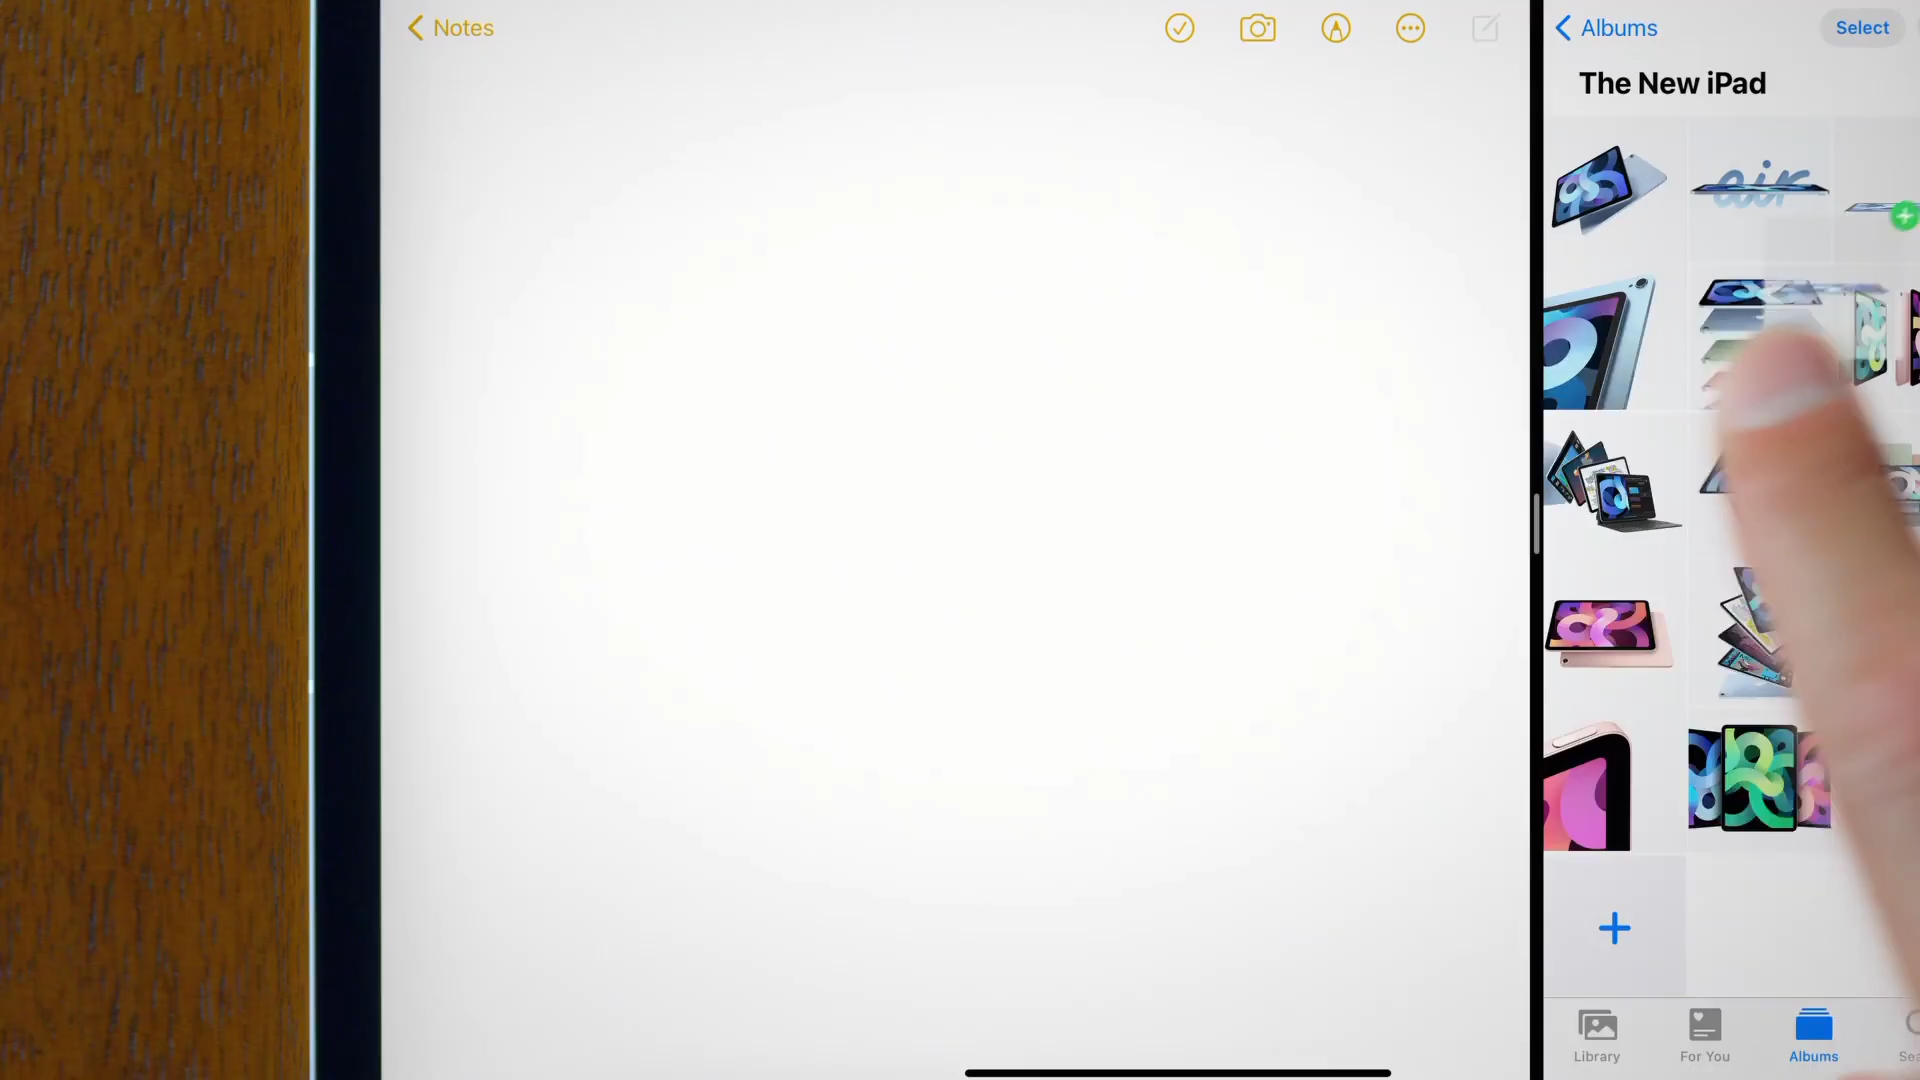 Notes
Albums
Select
The New iPad
air
Library
For You
Albums